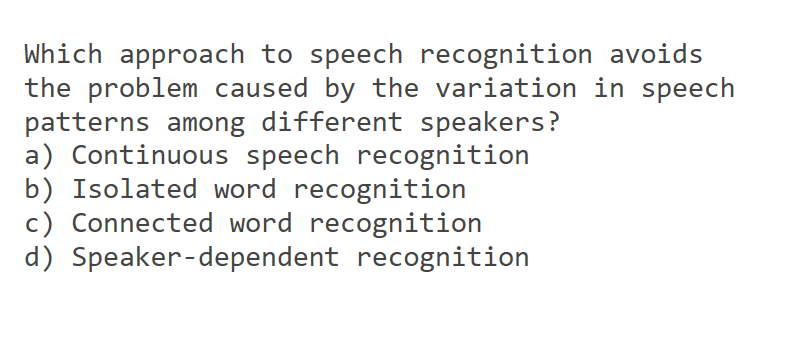 Which approach to speech recognition avoids
the problem caused by the variation in speech
patterns among different speakers?
a) Continuous speech recognition
b) Isolated word recognition
c) Connected word recognition
d) Speaker-dependent recognition